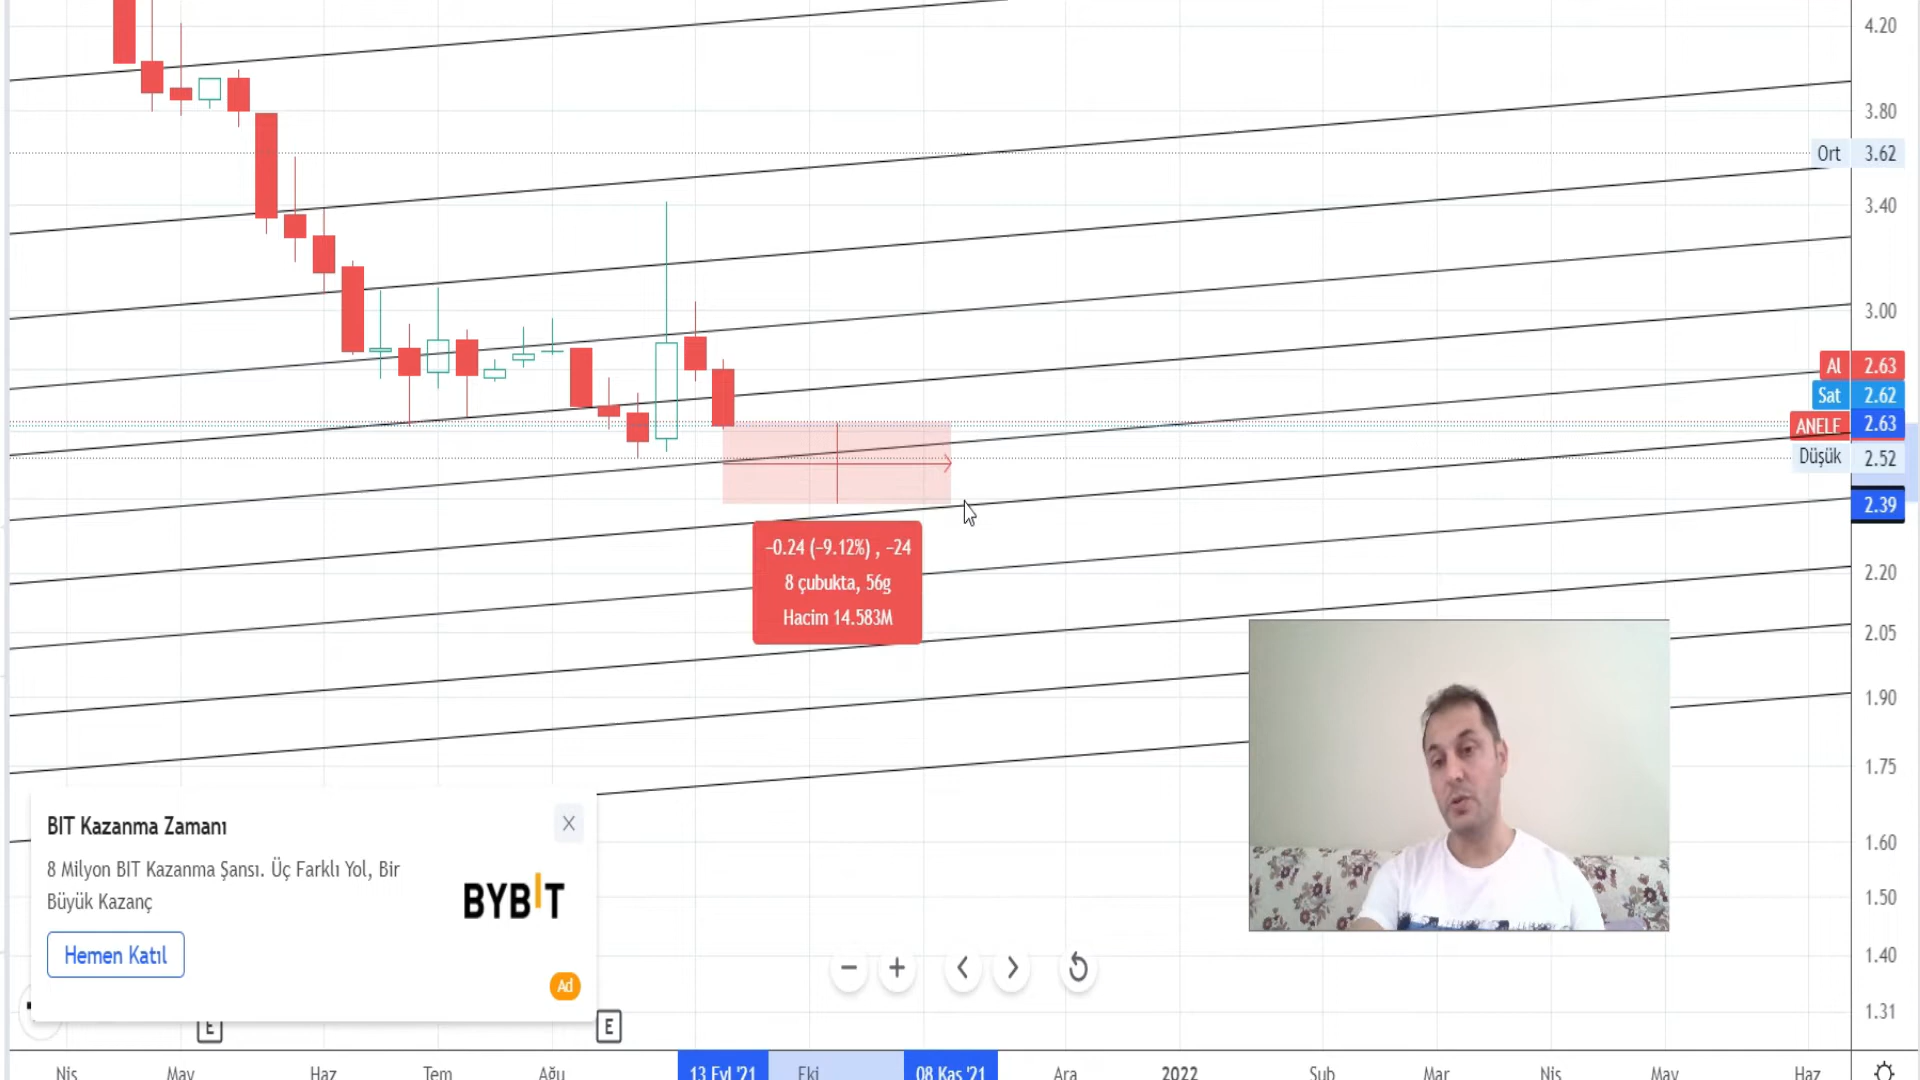 4.20
3.80
Ort 3.62
3.40
3.00
Al 2.63
Sat 2.62
ANELE 2.63
Düşük 2.52
2.39
2.20
2.05
1.90
1.75
1.60
1.50
1.40
1.31
−0.24 (−9.12%) , −24
8 çubukta, 56g
Hacim 14.583M
BIT Kazanma Zamanı
X
8 Milyon BIT Kazanma Şansı. Üç Farklı Yol, Bir
Büyük Kazanç
BYBIT
Hemen Katıl
Ad
E
E
Nis May Haz Tem Ağu 13 Eyl '21 Eki 08 Kas '21 Ara 2022 Şub Mar Nis May Haz